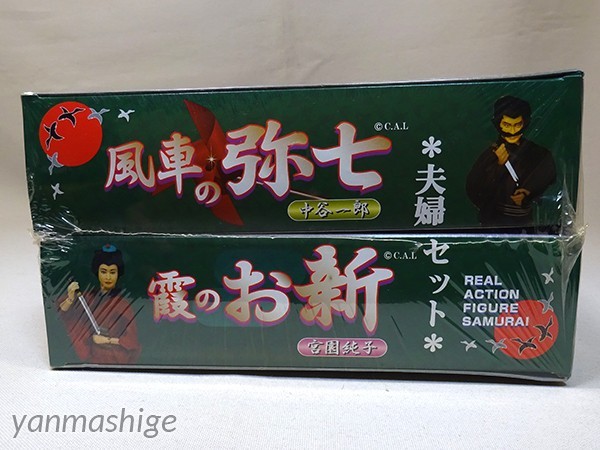 風車の弥七
©C.A.L
中谷一郎
霞のお新
©C.A.L
宮園純子
＊夫婦セット＊
REAL
ACTION
FIGURE
SAMURAI
yanmashige